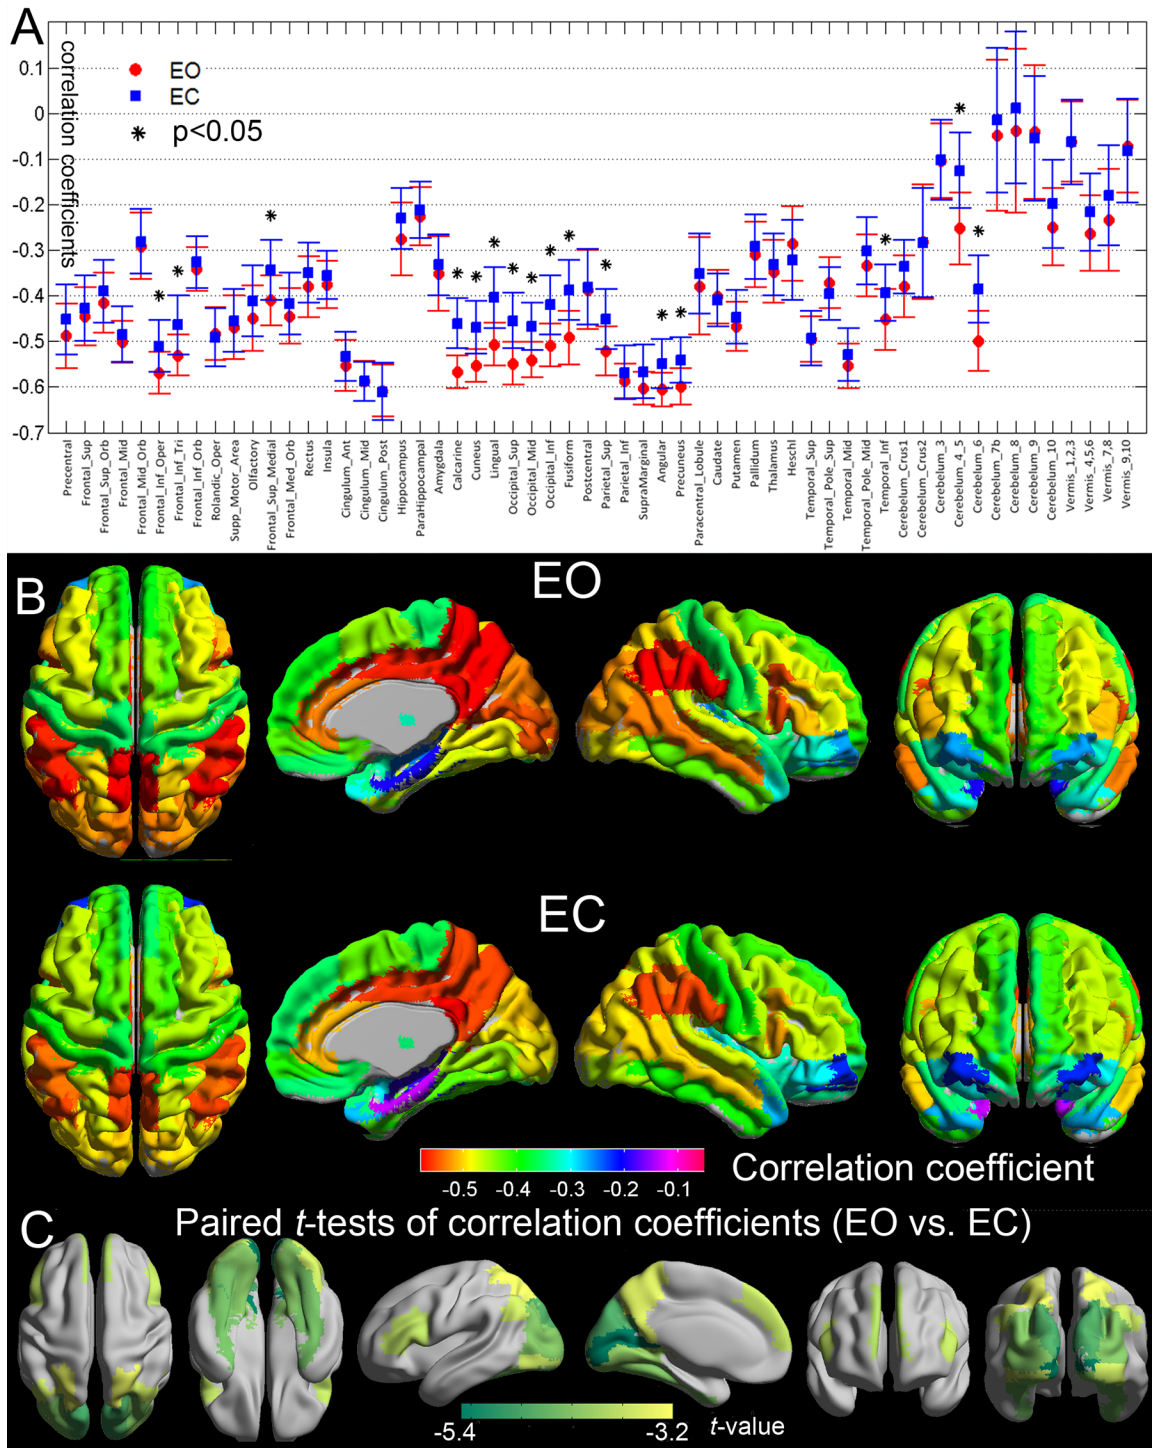 A
correlation coefficients
EO
EC
* p<0.05
0.1
0
-0.1
-0.2
-0.3
-0.4
-0.5
-0.6
-0.7
Precentral
Frontal_Sup
Frontal_Sup_Orb
Frontal_Mid
Frontal_Mid_Orb
Frontal_Inf_Oper
Frontal_Inf_Tri
Frontal_Inf_Orb
Rolandic_Oper
Supp_Motor_Area
Olfactory
Frontal_Sup_Medial
Frontal_Med_Orb
Rectus
Insula
Cingulum_Ant
Cingulum_Mid
Cingulum_Post
Hippocampus
ParaHippocampal
Amygdala
Calcarine
Cuneus
Lingual
Occipital_Sup
Occipital_Mid
Occipital_Inf
Fusiform
Postcentral
Parietal_Sup
Parietal_Inf
SupraMarginal
Angular
Precuneus
Paracentral_Lobule
Caudate
Putamen
Pallidum
Thalamus
Heschl
Temporal_Sup
Temporal_Pole_Sup
Temporal_Mid
Temporal_Pole_Mid
Temporal_Inf
Cerebelum_Crus1
Cerebelum_Crus2
Cerebelum_3
Cerebelum_4_5
Cerebelum_6
Cerebelum_7b
Cerebelum_8
Cerebelum_9
Cerebelum_10
Vermis_1,2,3
Vermis_4,5,6
Vermis_7,8
Vermis_9,10
B
EO
EC
-0.5 -0.4 -0.3 -0.2 -0.1
Correlation coefficient
C
Paired t-tests of correlation coefficients (EO vs. EC)
-5.4 -3.2 t-value